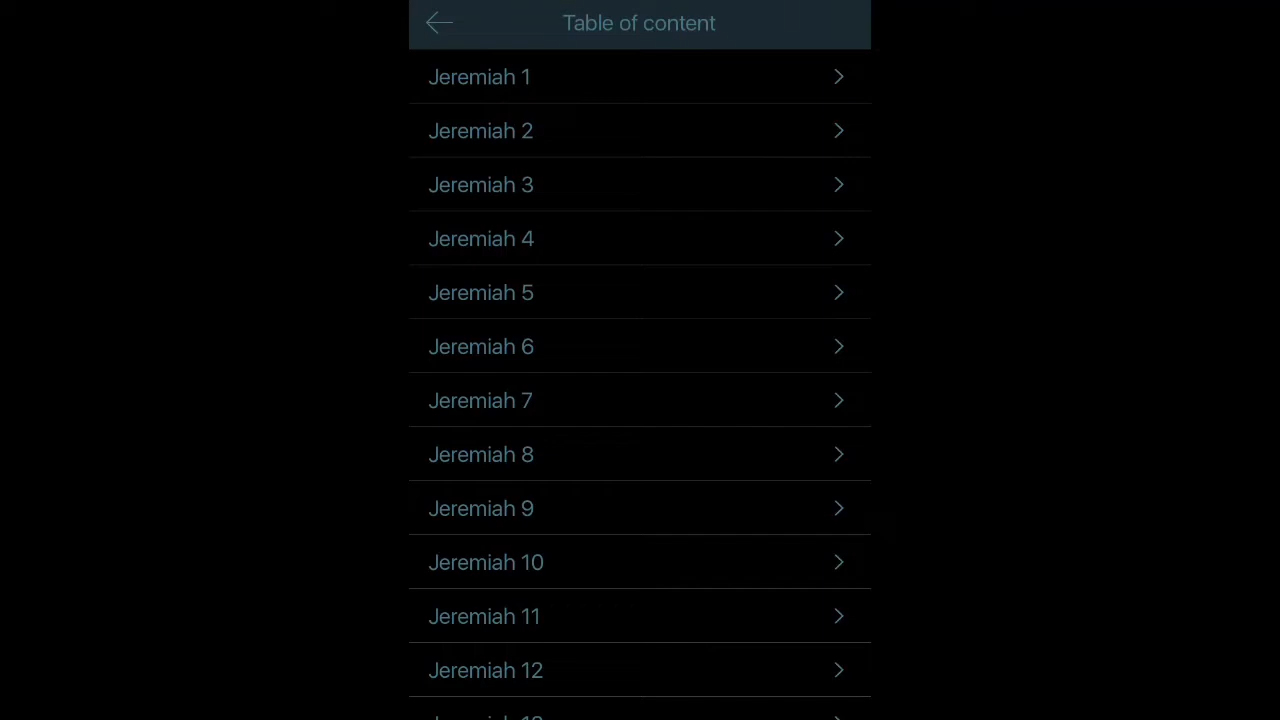 Table of content
Jeremiah 1
Jeremiah 2
Jeremiah 3
Jeremiah 4
Jeremiah 5
Jeremiah 6
Jeremiah 7
Jeremiah 8
Jeremiah 9
Jeremiah 10
Jeremiah 11
Jeremiah 12